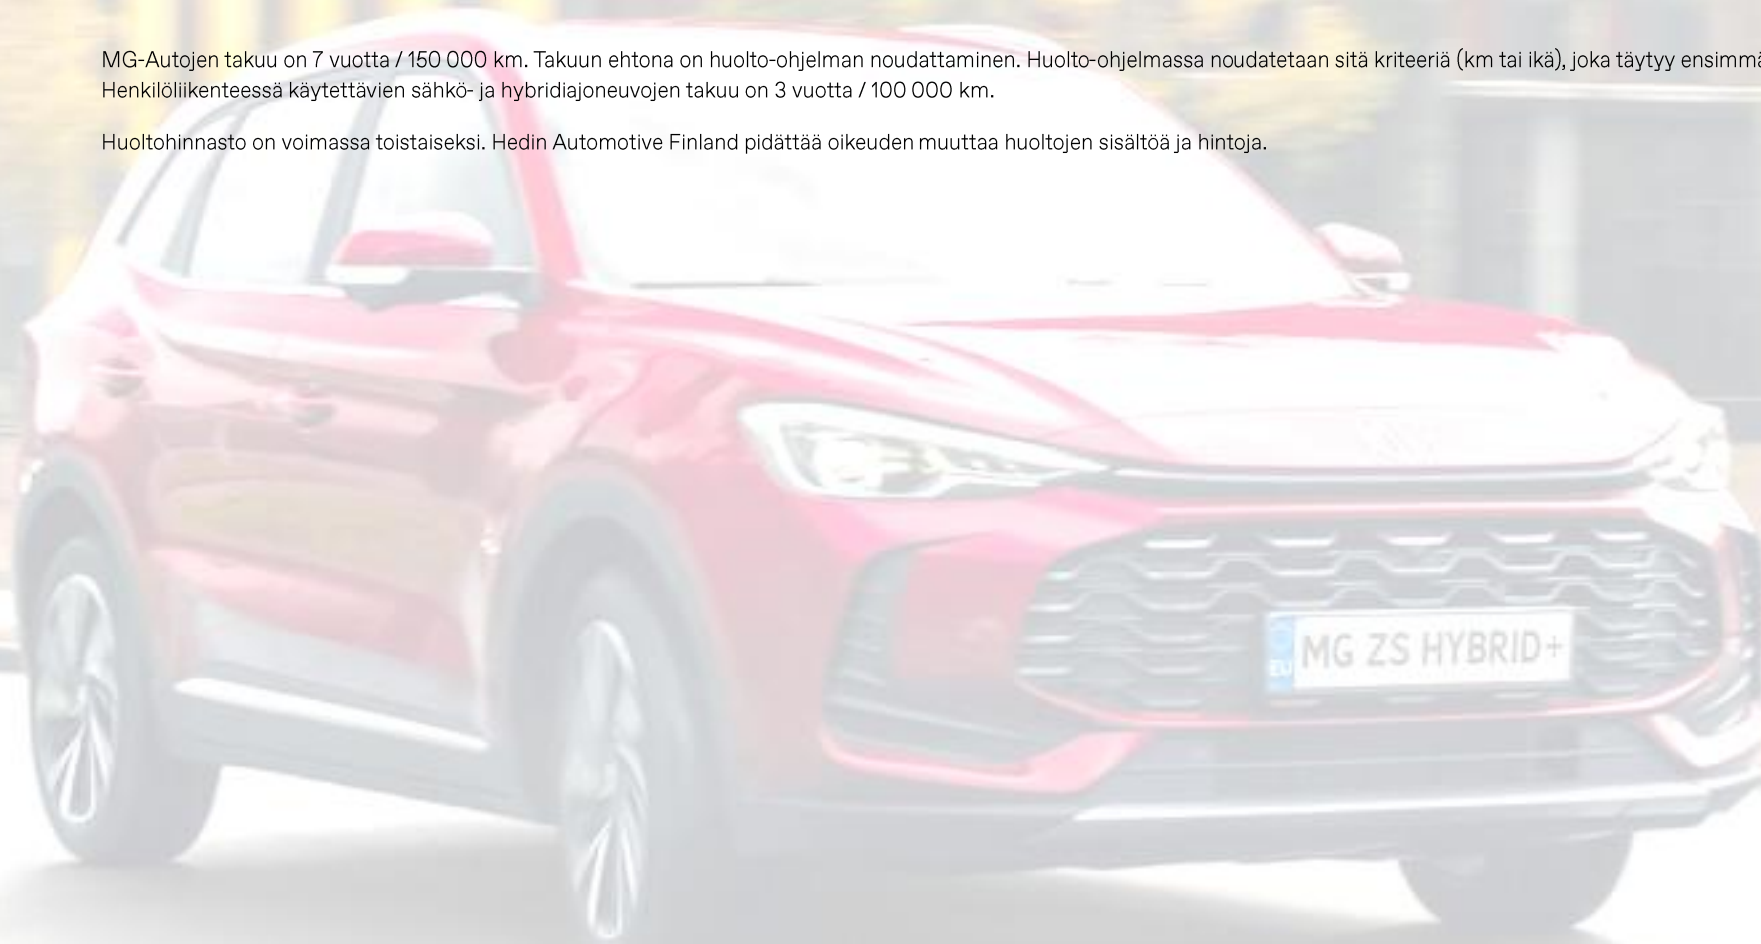 MG-Autojen takuu on 7 vuotta / 150 000 km. Takuun ehtona on huolto-ohjelman noudattaminen. Huolto-ohjelmassa noudatetaan sitä kriteeriä (km tai ikä), joka täytyy
Henkilöliikenteessä käytettävien sähkö- ja hybridiajoneuvojen takuu on 3 vuotta / 100 000 km.
Huoltohinnasto on voimassa toistaiseksi. Hedin Automotive Finland pidättää oikeuden muuttaa huoltojen sisältöä ja hintoja.
EU MG ZS HYBRID+